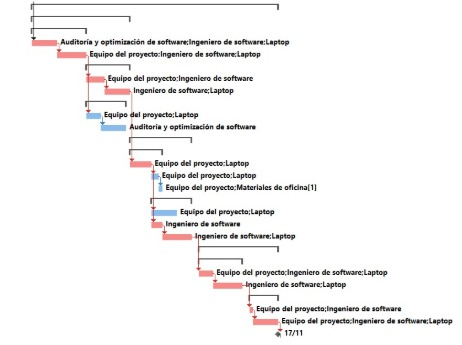 Auditoría y optimización de software;Ingeniero de software;Laptop
Equipo del proyecto;Ingeniero de software;Laptop
Equipo del proyecto;Ingeniero de software
Ingeniero de software;Laptop
Equipo del proyecto;Laptop
Auditoría y optimización de software
Equipo del proyecto;Laptop
Equipo del proyecto;Laptop
Equipo del proyecto;Materiales de oficina[1]
Equipo del proyecto;Laptop
Ingeniero de software
Ingeniero de software;Laptop
Equipo del proyecto;Ingeniero de software;Laptop
Ingeniero de software;Laptop
Equipo del proyecto;Ingeniero de software
Equipo del proyecto;Ingeniero de software;Laptop
17/11